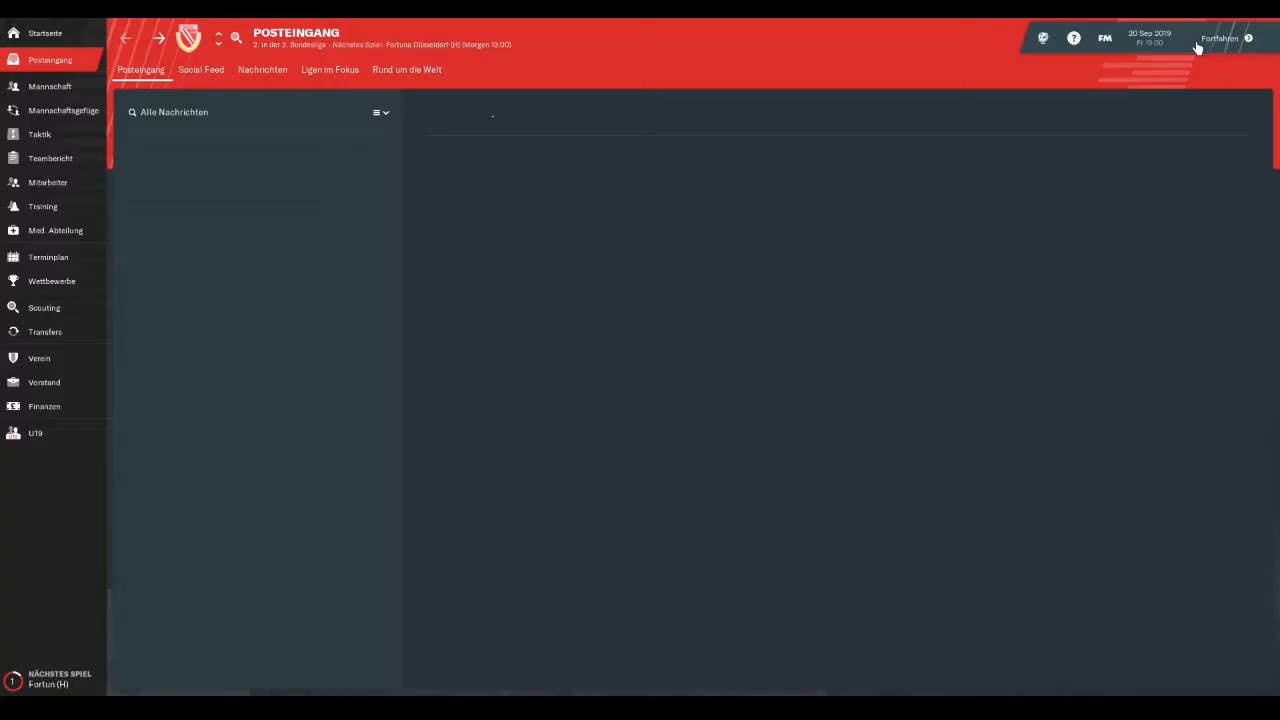 Startseite
Posteingang
Mannschaft
Mannschaftsgefüge
Taktik
Teambericht
Mitarbeiter
Training
Med. Abteilung
Terminplan
Wettbewerbe
Scouting
Transfers
Verein
Vorstand
Finanzen
U19
NÄCHSTES SPIEL
1 Fortun (H)
POSTEINGANG
2. in der 2. Bundesliga - Nächstes Spiel: Fortuna Düsseldorf (H) (Morgen 13:00)
Posteingang Social Feed Nachrichten Ligen im Fokus Rund um die Welt
? FM
20 Sep 2019
Fr 19:00
Fortfahren
Alle Nachrichten
-